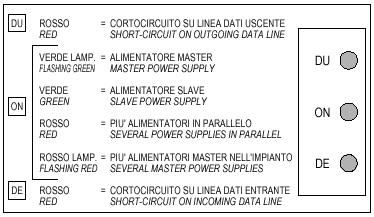 DU ROSSO = CORTOCIRCUITO SU LINEA DATI USCENTE
RED SHORT-CIRCUIT ON OUTGOING DATA LINE
VERDE LAMP. = ALIMENTATORE MASTER
FLASHING GREEN MASTER POWER SUPPLY
VERDE = ALIMENTATORE SLAVE
GREEN SLAVE POWER SUPPLY
ON
ROSSO = PIU' ALIMENTATORI IN PARALLELO
RED SEVERAL POWER SUPPLIES IN PARALLEL
ROSSO LAMP. = PIU' ALIMENTATORI MASTER NELL'IMPIANTO
FLASHING RED SEVERAL MASTER POWER SUPPLIES
DE ROSSO = CORTOCIRCUITO SU LINEA DATI ENTRANTE
RED SHORT-CIRCUIT ON INCOMING DATA LINE
DU
ON
DE